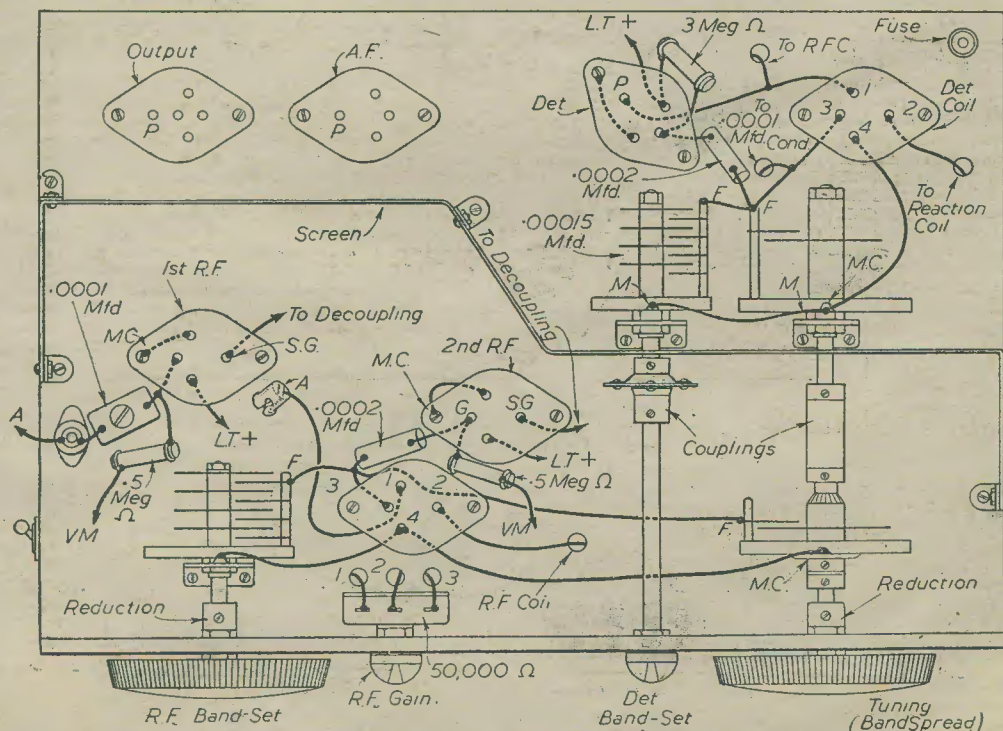 Output
A.F.
P
P
L.T+
3 Meg Ω
To R.F.C.
Fuse
Det
P
Det
Coil
1
3
2
4
To
.0001
Mfd.
Cond.
.0002
Mfd.
F
F
To
Reaction
Coil
Screen
.00015
Mfd.
To Decoupling
M
M
M.C.
1st R.F
.0001
Mfd
To Decoupling
M.C.
S.G.
2nd R.F
M.C.
G
SG
A
A
.0002
Mfd
LT+
LT+
Couplings
.5
Meg
Ω
.5 Meg Ω
VM
VM
F
3
1
2
4
F
R.F Coil
M.C.
1
2
3
Reduction
Reduction
50,000 Ω
R.F. Band-Set
R.F. Gain.
Det
Band-Set
Tuning
(BandSpread)